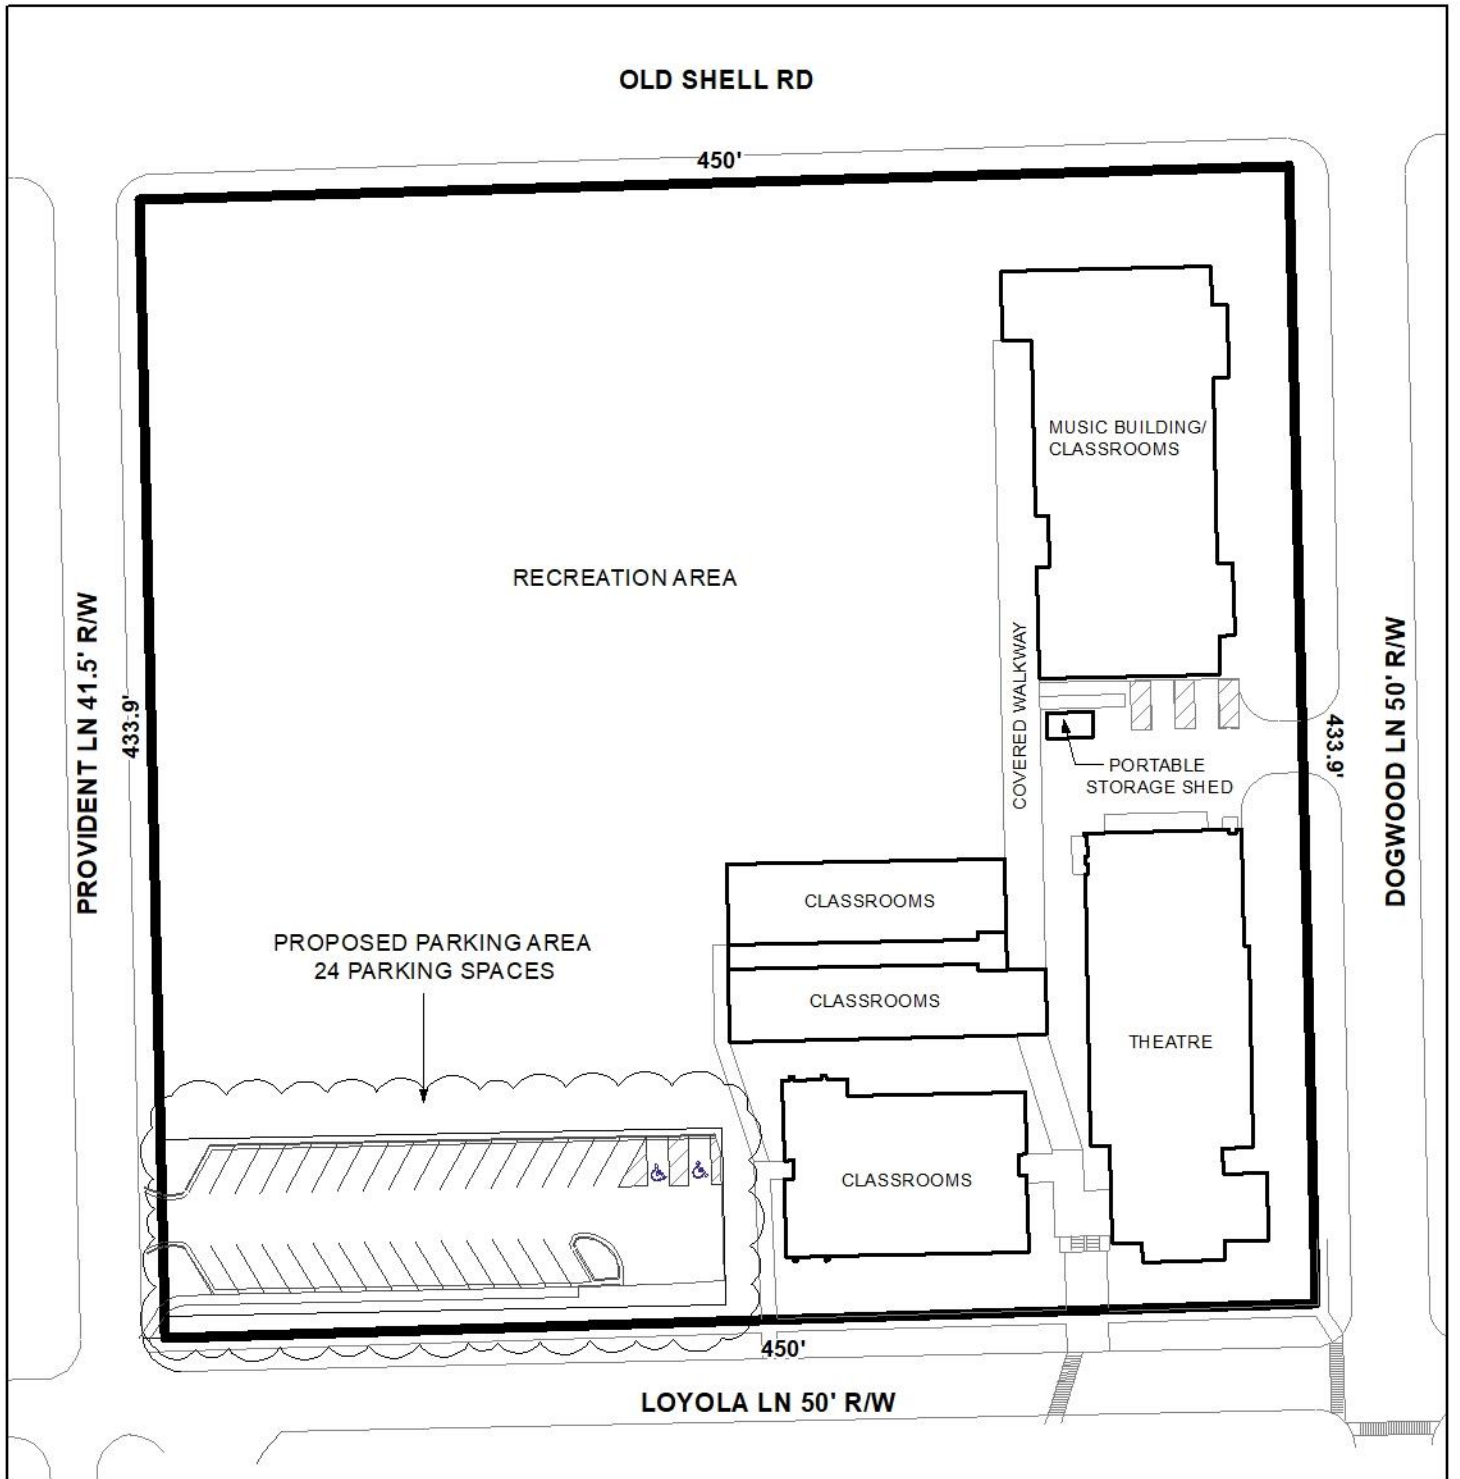 OLD SHELL RD
450'
MUSIC BUILDING/
CLASSROOMS
RECREATION AREA
PROVIDENT LN 41.5' R/W
433.9'
COVERED WALKWAY
433.9'
DOGWOOD LN 50' R/W
PORTABLE
STORAGE SHED
CLASSROOMS
PROPOSED PARKING AREA
24 PARKING SPACES
CLASSROOMS
THEATRE
CLASSROOMS
450'
LOYOLA LN 50' R/W